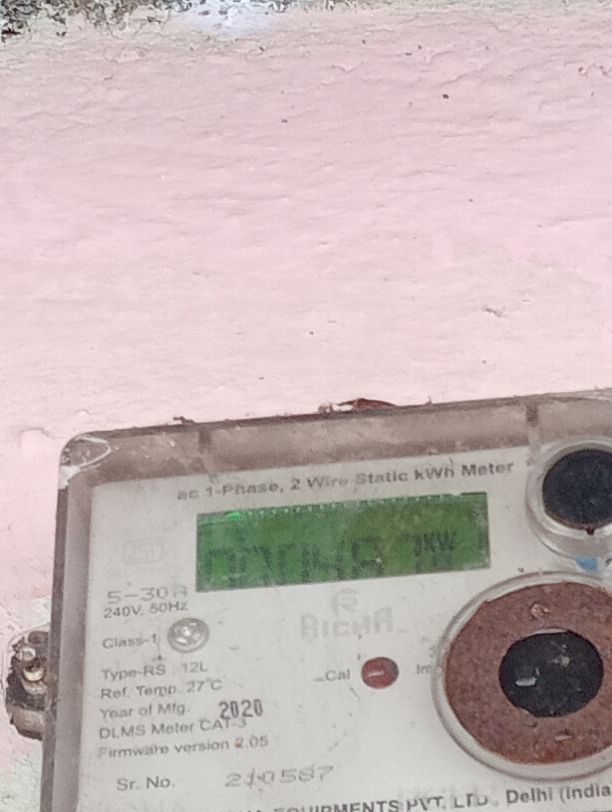 ac 1-Phase, 2 Wire Static kWh Meter
KW
5-30A
240V, 50Hz
RICHA
Class-1
Cal
Type-RS 12L
Ref. Temp. 27°C
Year of Mfg. 2020
DLMS Meter CAT-3
Firmware version 2.05
Sr. No. 210587
EQUIPMENTS PVT. LTD., Delhi (India